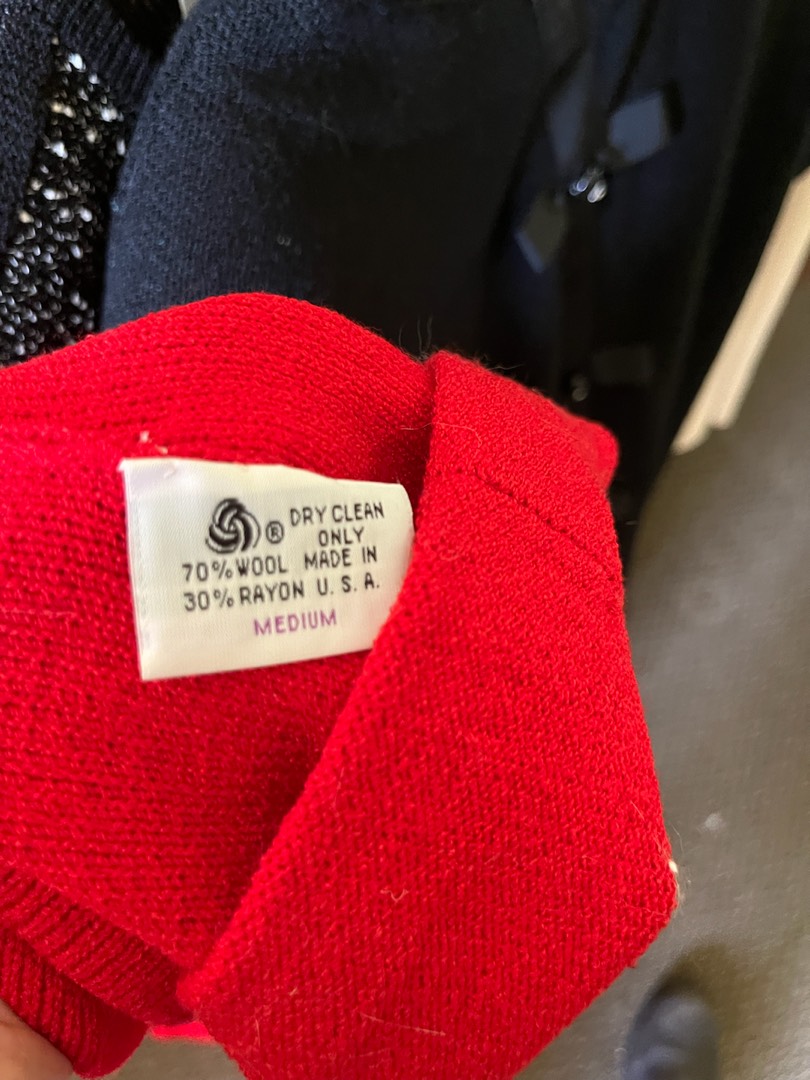 ® DRY CLEAN
ONLY
70% WOOL MADE IN
30% RAYON U. S. A.
MEDIUM